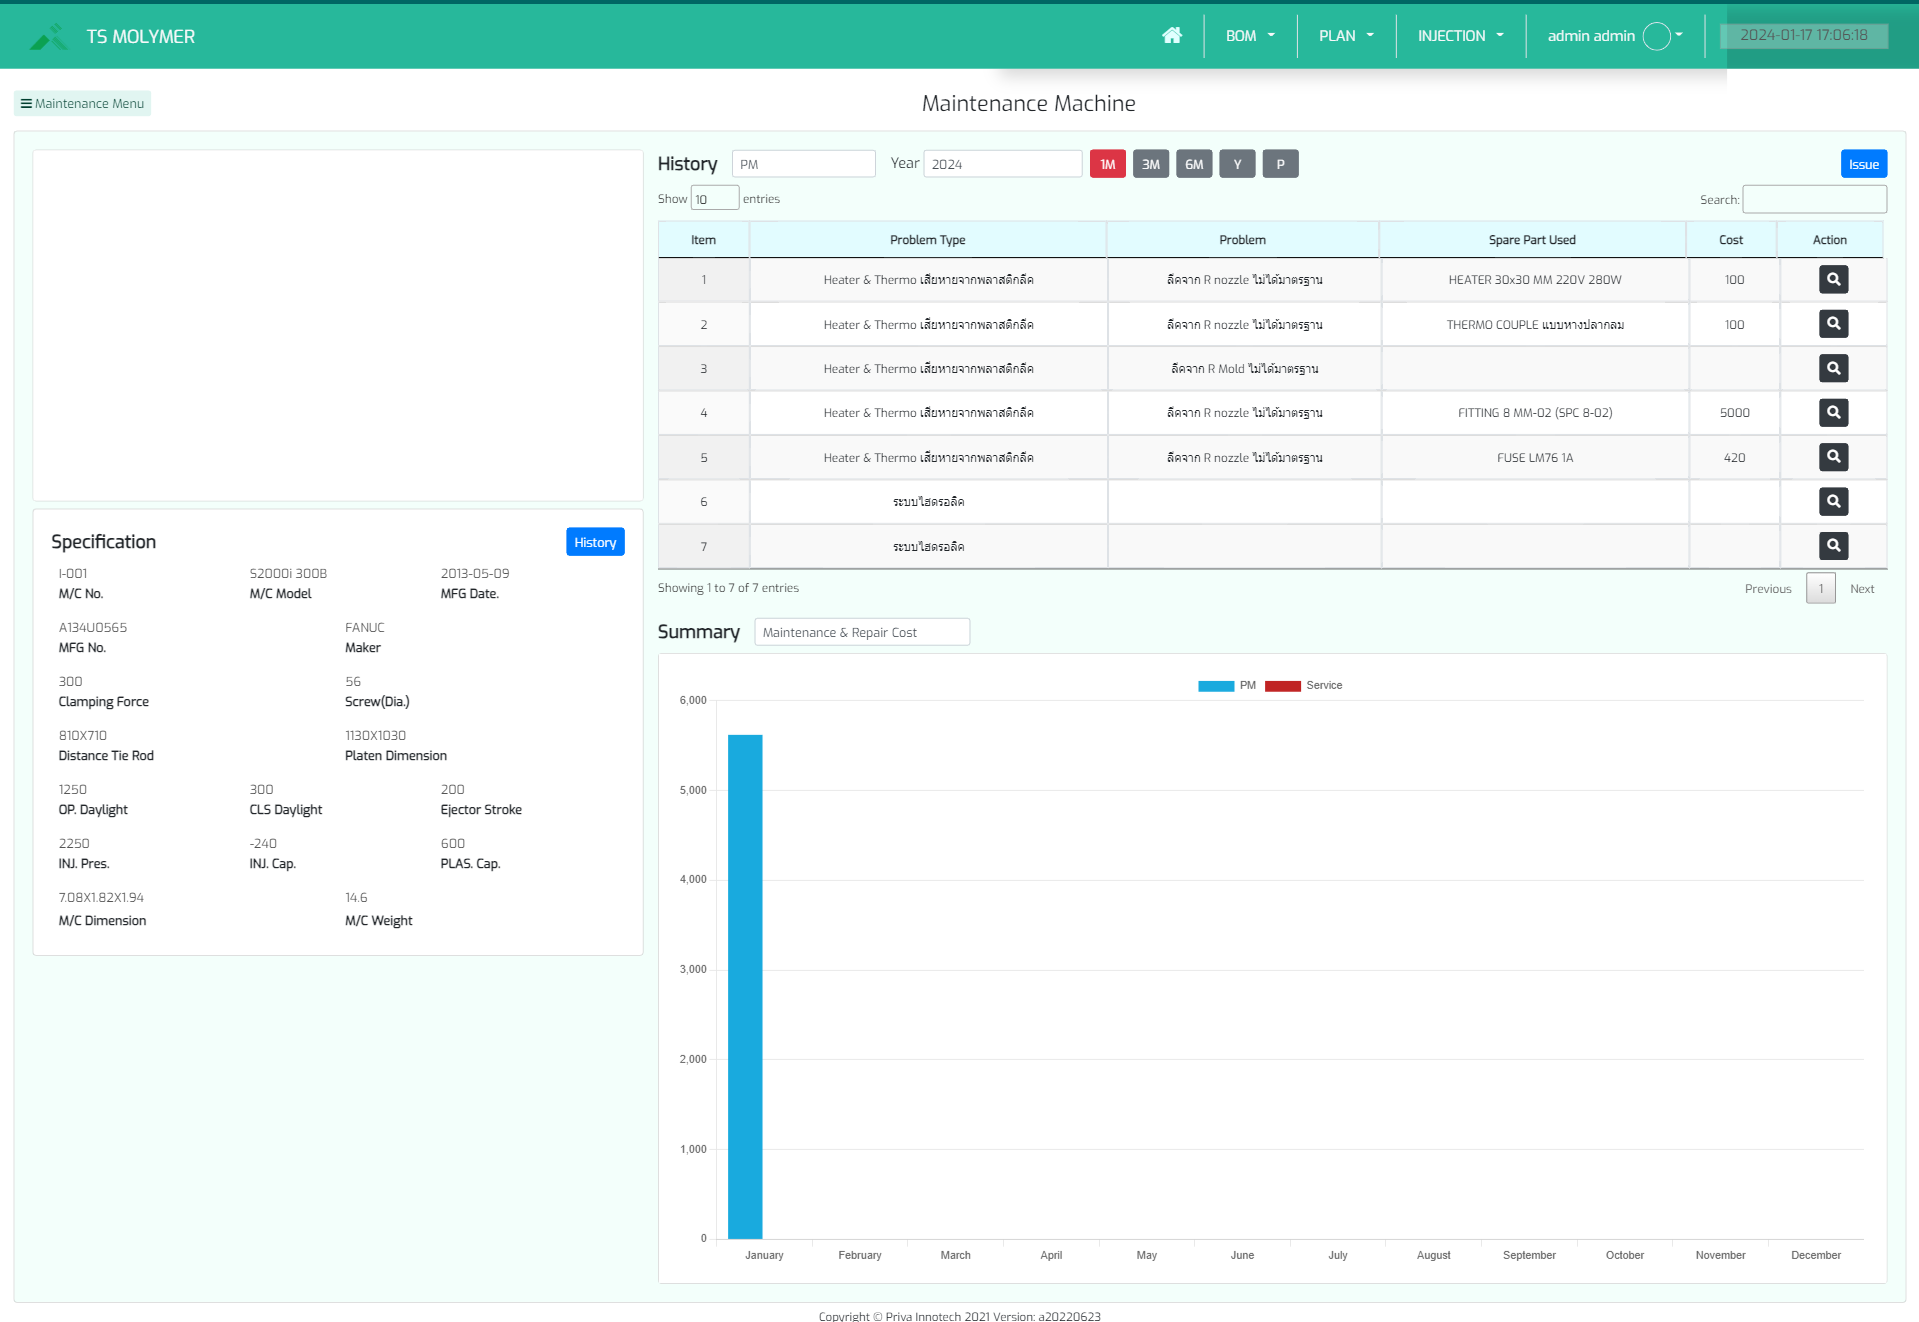 TS MOLYMER
BOM
PLAN
INJECTION
admin admin
2024-01-17 17:06:18
Maintenance Menu
Maintenance Machine
History PM Year 2024 1M 3M 6M Y P Issue
Show 10 entries Search:
Item Problem Type Problem Spare Part Used Cost Action
1 Heater & Thermo เสียหายจากพลาสติกลีค ลีคจาก R nozzle ไม่ได้มาตรฐาน HEATER 30x30 MM 220V 280W 100
2 Heater & Thermo เสียหายจากพลาสติกลีค ลีคจาก R nozzle ไม่ได้มาตรฐาน THERMO COUPLE แบบหางปลากลม 100
3 Heater & Thermo เสียหายจากพลาสติกลีค ลีคจาก R Mold ไม่ได้มาตรฐาน
4 Heater & Thermo เสียหายจากพลาสติกลีค ลีคจาก R nozzle ไม่ได้มาตรฐาน FITTING 8 MM-02 (SPC 8-02) 5000
5 Heater & Thermo เสียหายจากพลาสติกลีค ลีคจาก R nozzle ไม่ได้มาตรฐาน FUSE LM76 1A 420
6 ระบบไฮดรอลิค
7 ระบบไฮดรอลิค
Showing 1 to 7 of 7 entries Previous 1 Next
Specification History
I-001 S2000i 300B 2013-05-09
M/C No. M/C Model MFG Date.
A134U0565 FANUC
MFG No. Maker
300 56
Clamping Force Screw(Dia.)
810X710 1130X1030
Distance Tie Rod Platen Dimension
1250 300 200
OP. Daylight CLS Daylight Ejector Stroke
2250 -240 600
INJ. Pres. INJ. Cap. PLAS. Cap.
7.08X1.82X1.94 14.6
M/C Dimension M/C Weight
Summary Maintenance & Repair Cost
PM Service
6,000
5,000
4,000
3,000
2,000
1,000
0
January February March April May June July August September October November December
Copyright © Priva Innotech 2021 Version: a20220623